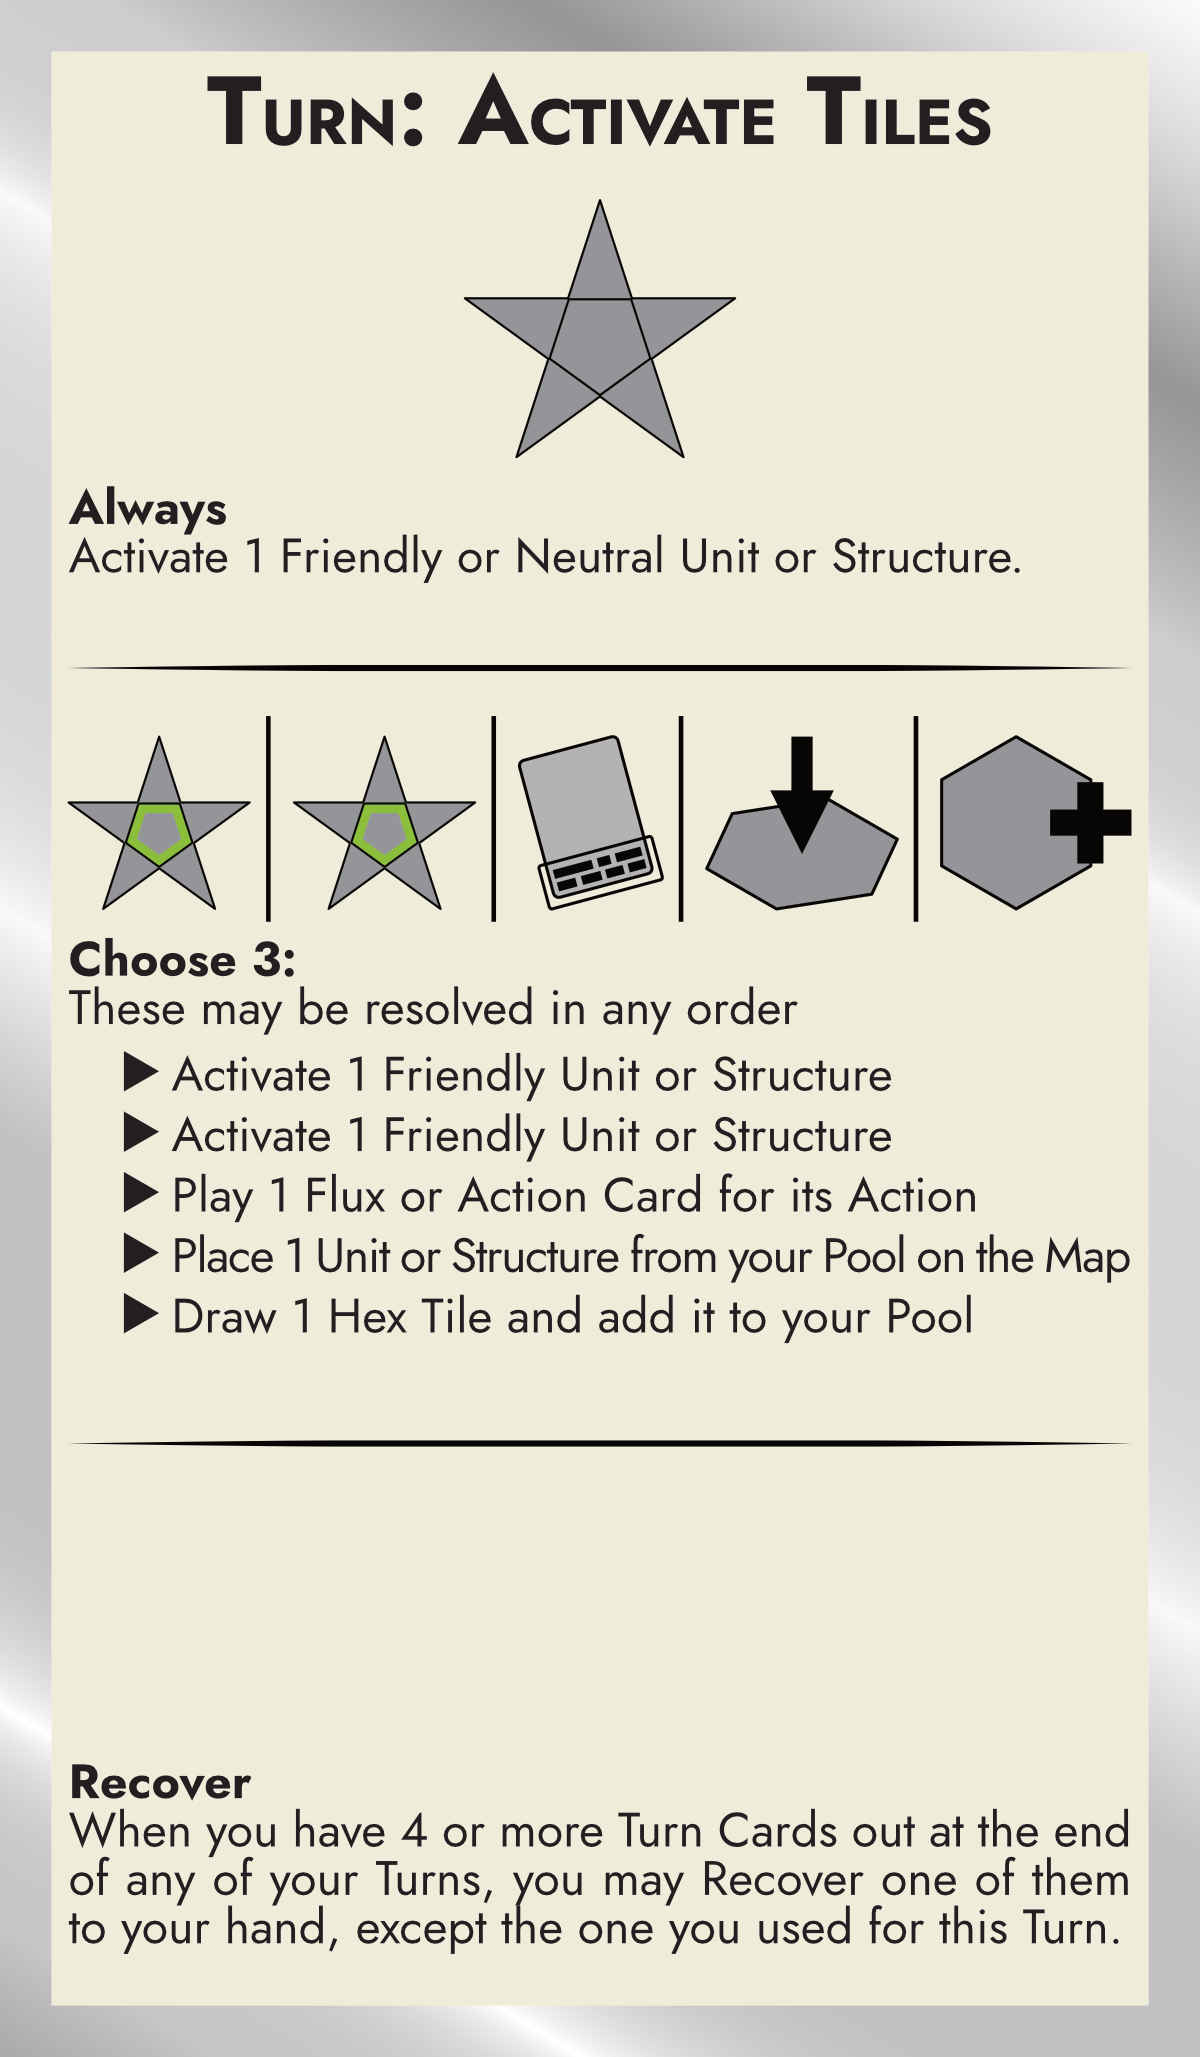 Turn: Activate Tiles
Always
Activate 1 Friendly or Neutral Unit or Structure.
Choose 3:
These may be resolved in any order
Activate 1 Friendly Unit or Structure
Activate 1 Friendly Unit or Structure
Play 1 Flux or Action Card for its Action
Place 1 Unit or Structure from your Pool on the Map
Draw 1 Hex Tile and add it to your Pool
Recover
When you have 4 or more Turn Cards out at the end
of any of your Turns, you may Recover one of them
to your hand, except the one you used for this Turn.